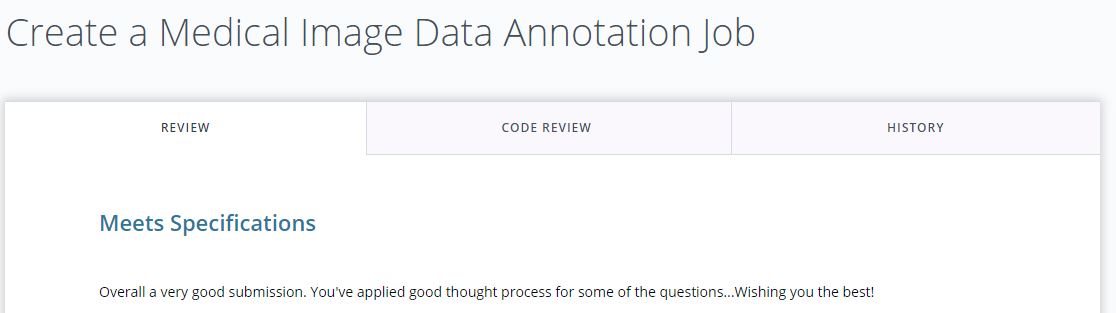 Create a Medical Image Data Annotation Job
REVIEW
CODE REVIEW
HISTORY
Meets Specifications
Overall a very good submission. You've applied good thought process for some of the questions...Wishing you the best!